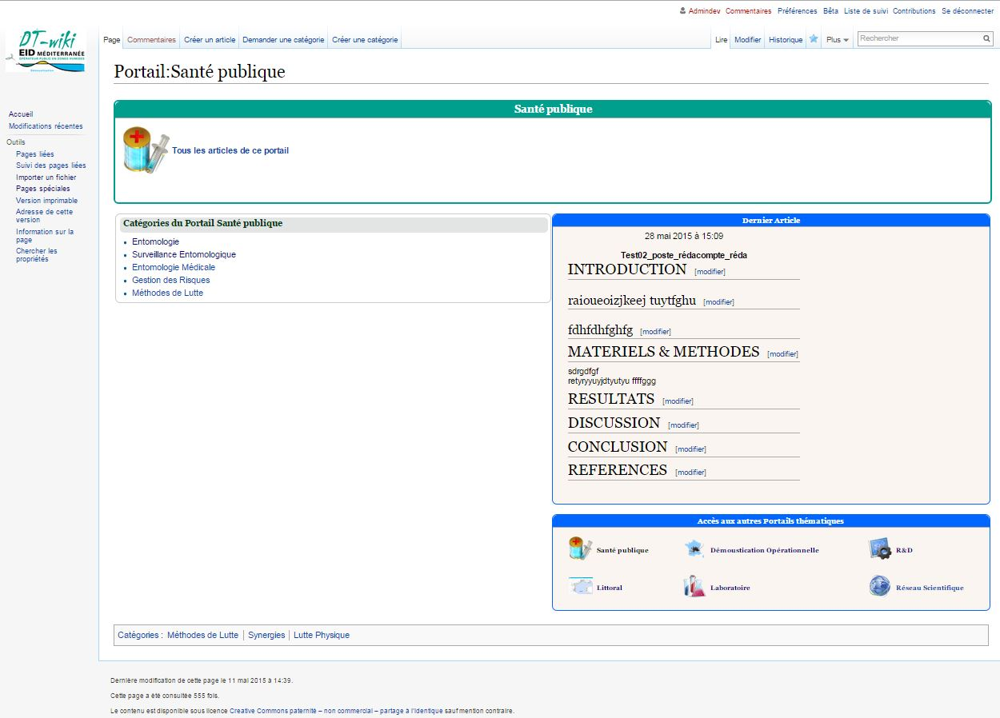 Admindev Commentaires Préférences Bêta Liste de suivi Contributions Se déconnecter
DT-wiki
EID MÉDITERRANÉE
OPÉRATEUR PUBLIC EN ZONES HUMIDES
Démoustication
Page Commentaires Créer un article Demander une catégorie Créer une catégorie Lire Modifier Historique Plus Rechercher
Portail:Santé publique
Accueil
Modifications récentes
Outils
Pages liées
Suivi des pages liées
Importer un fichier
Pages spéciales
Version imprimable
Adresse de cette
version
Information sur la
page
Chercher les
propriétés
Santé publique
Tous les articles de ce portail
Catégories du Portail Santé publique
Entomologie
Surveillance Entomologique
Entomologie Médicale
Gestion des Risques
Méthodes de Lutte
Dernier Article
28 mai 2015 à 15:09
Test02_poste_rédacompte_réda
INTRODUCTION [modifier]
raioueoizjkeej tuytfghu [modifier]
fdhfdhfghfg [modifier]
MATERIELS & METHODES [modifier]
sdrgdfgf
retyryyuyjdtyutyu ffffggg
RESULTATS [modifier]
DISCUSSION [modifier]
CONCLUSION [modifier]
REFERENCES [modifier]
Accès aux autres Portails thématiques
Santé publique Démoustication Opérationnelle R&D
Littoral Laboratoire Réseau Scientifique
Catégories : Méthodes de Lutte | Synergies | Lutte Physique
Dernière modification de cette page le 11 mai 2015 à 14:39.
Cette page a été consultée 555 fois.
Le contenu est disponible sous licence Creative Commons paternité – non commercial – partage à l'identique sauf mention contraire.